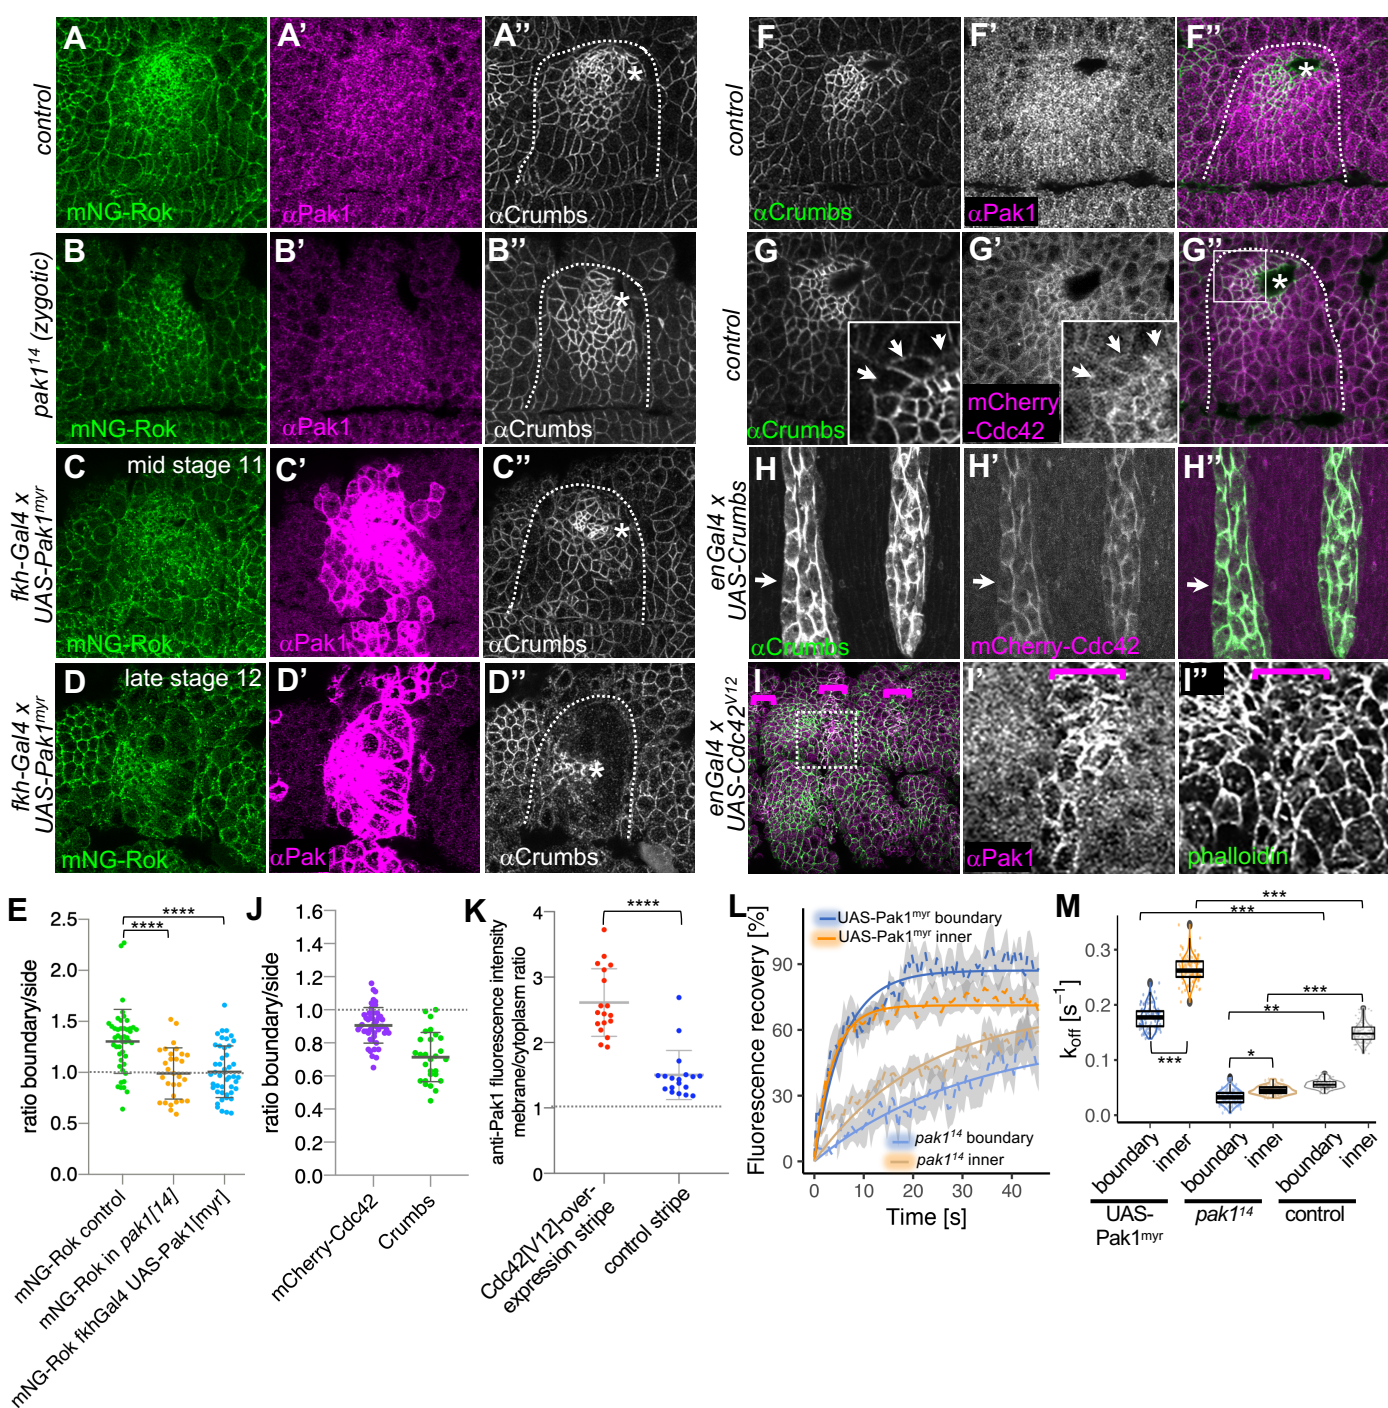 A
A'
A''
control
mNG-Rok
αPak1
αCrumbs
B
B'
B''
pak1¹⁴ (zygotic)
mNG-Rok
αPak1
αCrumbs
C
mid stage 11
C'
C''
fkh-Gal4 x
UAS-Pak1ᵐʸʳ
mNG-Rok
αPak1
αCrumbs
D
late stage 12
D'
D''
fkh-Gal4 x
UAS-Pak1ᵐʸʳ
mNG-Rok
αPak1
αCrumbs
F
F'
F''
control
αCrumbs
αPak1
G
G'
G''
control
αCrumbs
mCherry
-Cdc42
H
H'
H''
enGal4 x
UAS-Crumbs
αCrumbs
mCherry-Cdc42
I
I'
I''
enGal4 x
UAS-Cdc42ⱽ¹²
αPak1
phalloidin
E
ratio boundary/side
2.5
2.0
1.5
1.0
0.5
0.0
****
****
mNG-Rok control
mNG-Rok in pak1[14]
mNG-Rok fkhGal4 UAS-Pak1[myr]
J
ratio boundary/side
1.6
1.4
1.2
1.0
0.8
0.6
0.4
0.2
0.0
mCherry-Cdc42
Crumbs
K
anti-Pak1 fluorescence intensity
mebrane/cytoplasm ratio
4
3
2
1
0
****
Cdc42[V12]-over-
expression stripe
control stripe
L
Fluorescence recovery [%]
90
60
30
0
UAS-Pak1ᵐʸʳ boundary
UAS-Pak1ᵐʸʳ inner
pak1¹⁴ boundary
pak1¹⁴ inner
0 10 20 30 40
Time [s]
M
k_off [s⁻¹]
0.3
0.2
0.1
0.0
***
***
***
**
***
*
boundary
inner
boundary
inner
boundary
inner
UAS-
Pak1ᵐʸʳ
pak1¹⁴
control